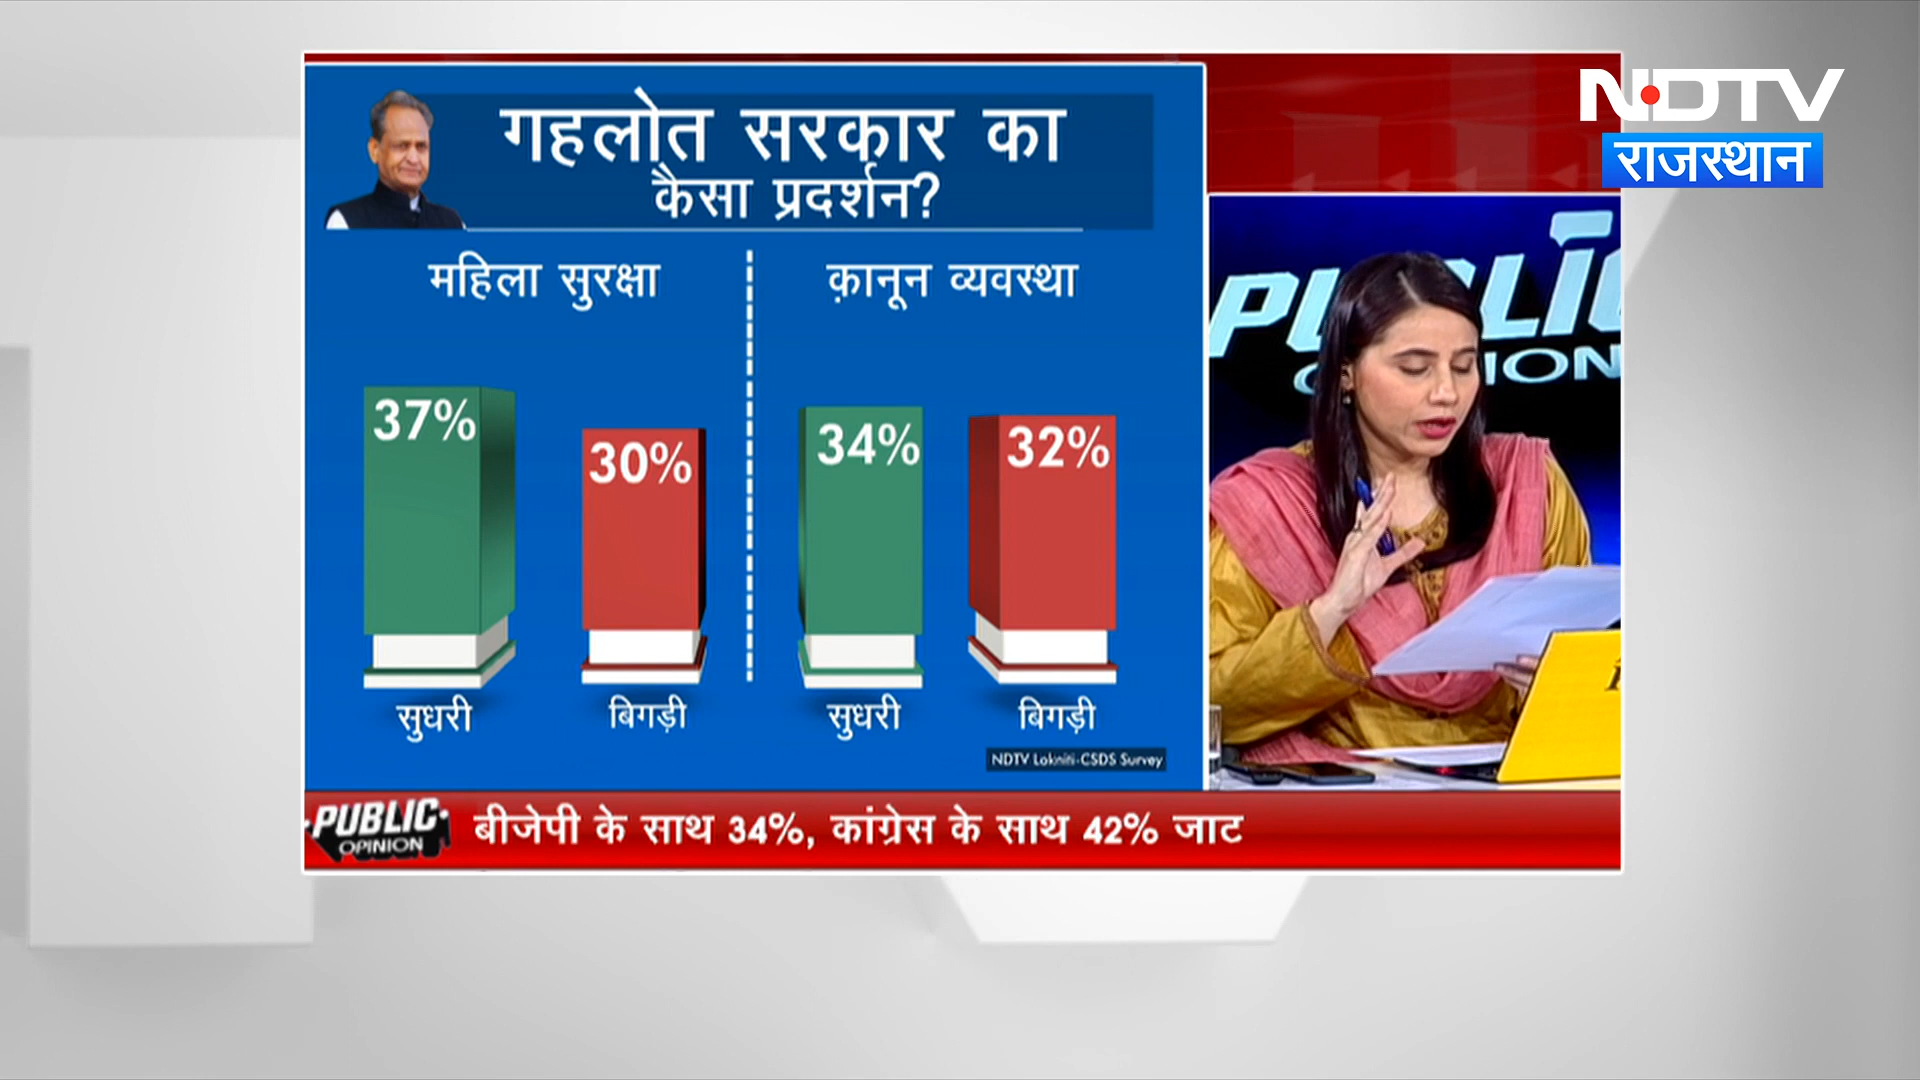 NDTV
राजस्थान
गहलोत सरकार का
कैसा प्रदर्शन?
महिला सुरक्षा
क़ानून व्यवस्था
37%
30%
34%
32%
सुधरी
बिगड़ी
सुधरी
बिगड़ी
NDTV Lokniti-CSDS Survey
PUBLIC
OPINION
बीजेपी के साथ 34%, कांग्रेस के साथ 42% जाट